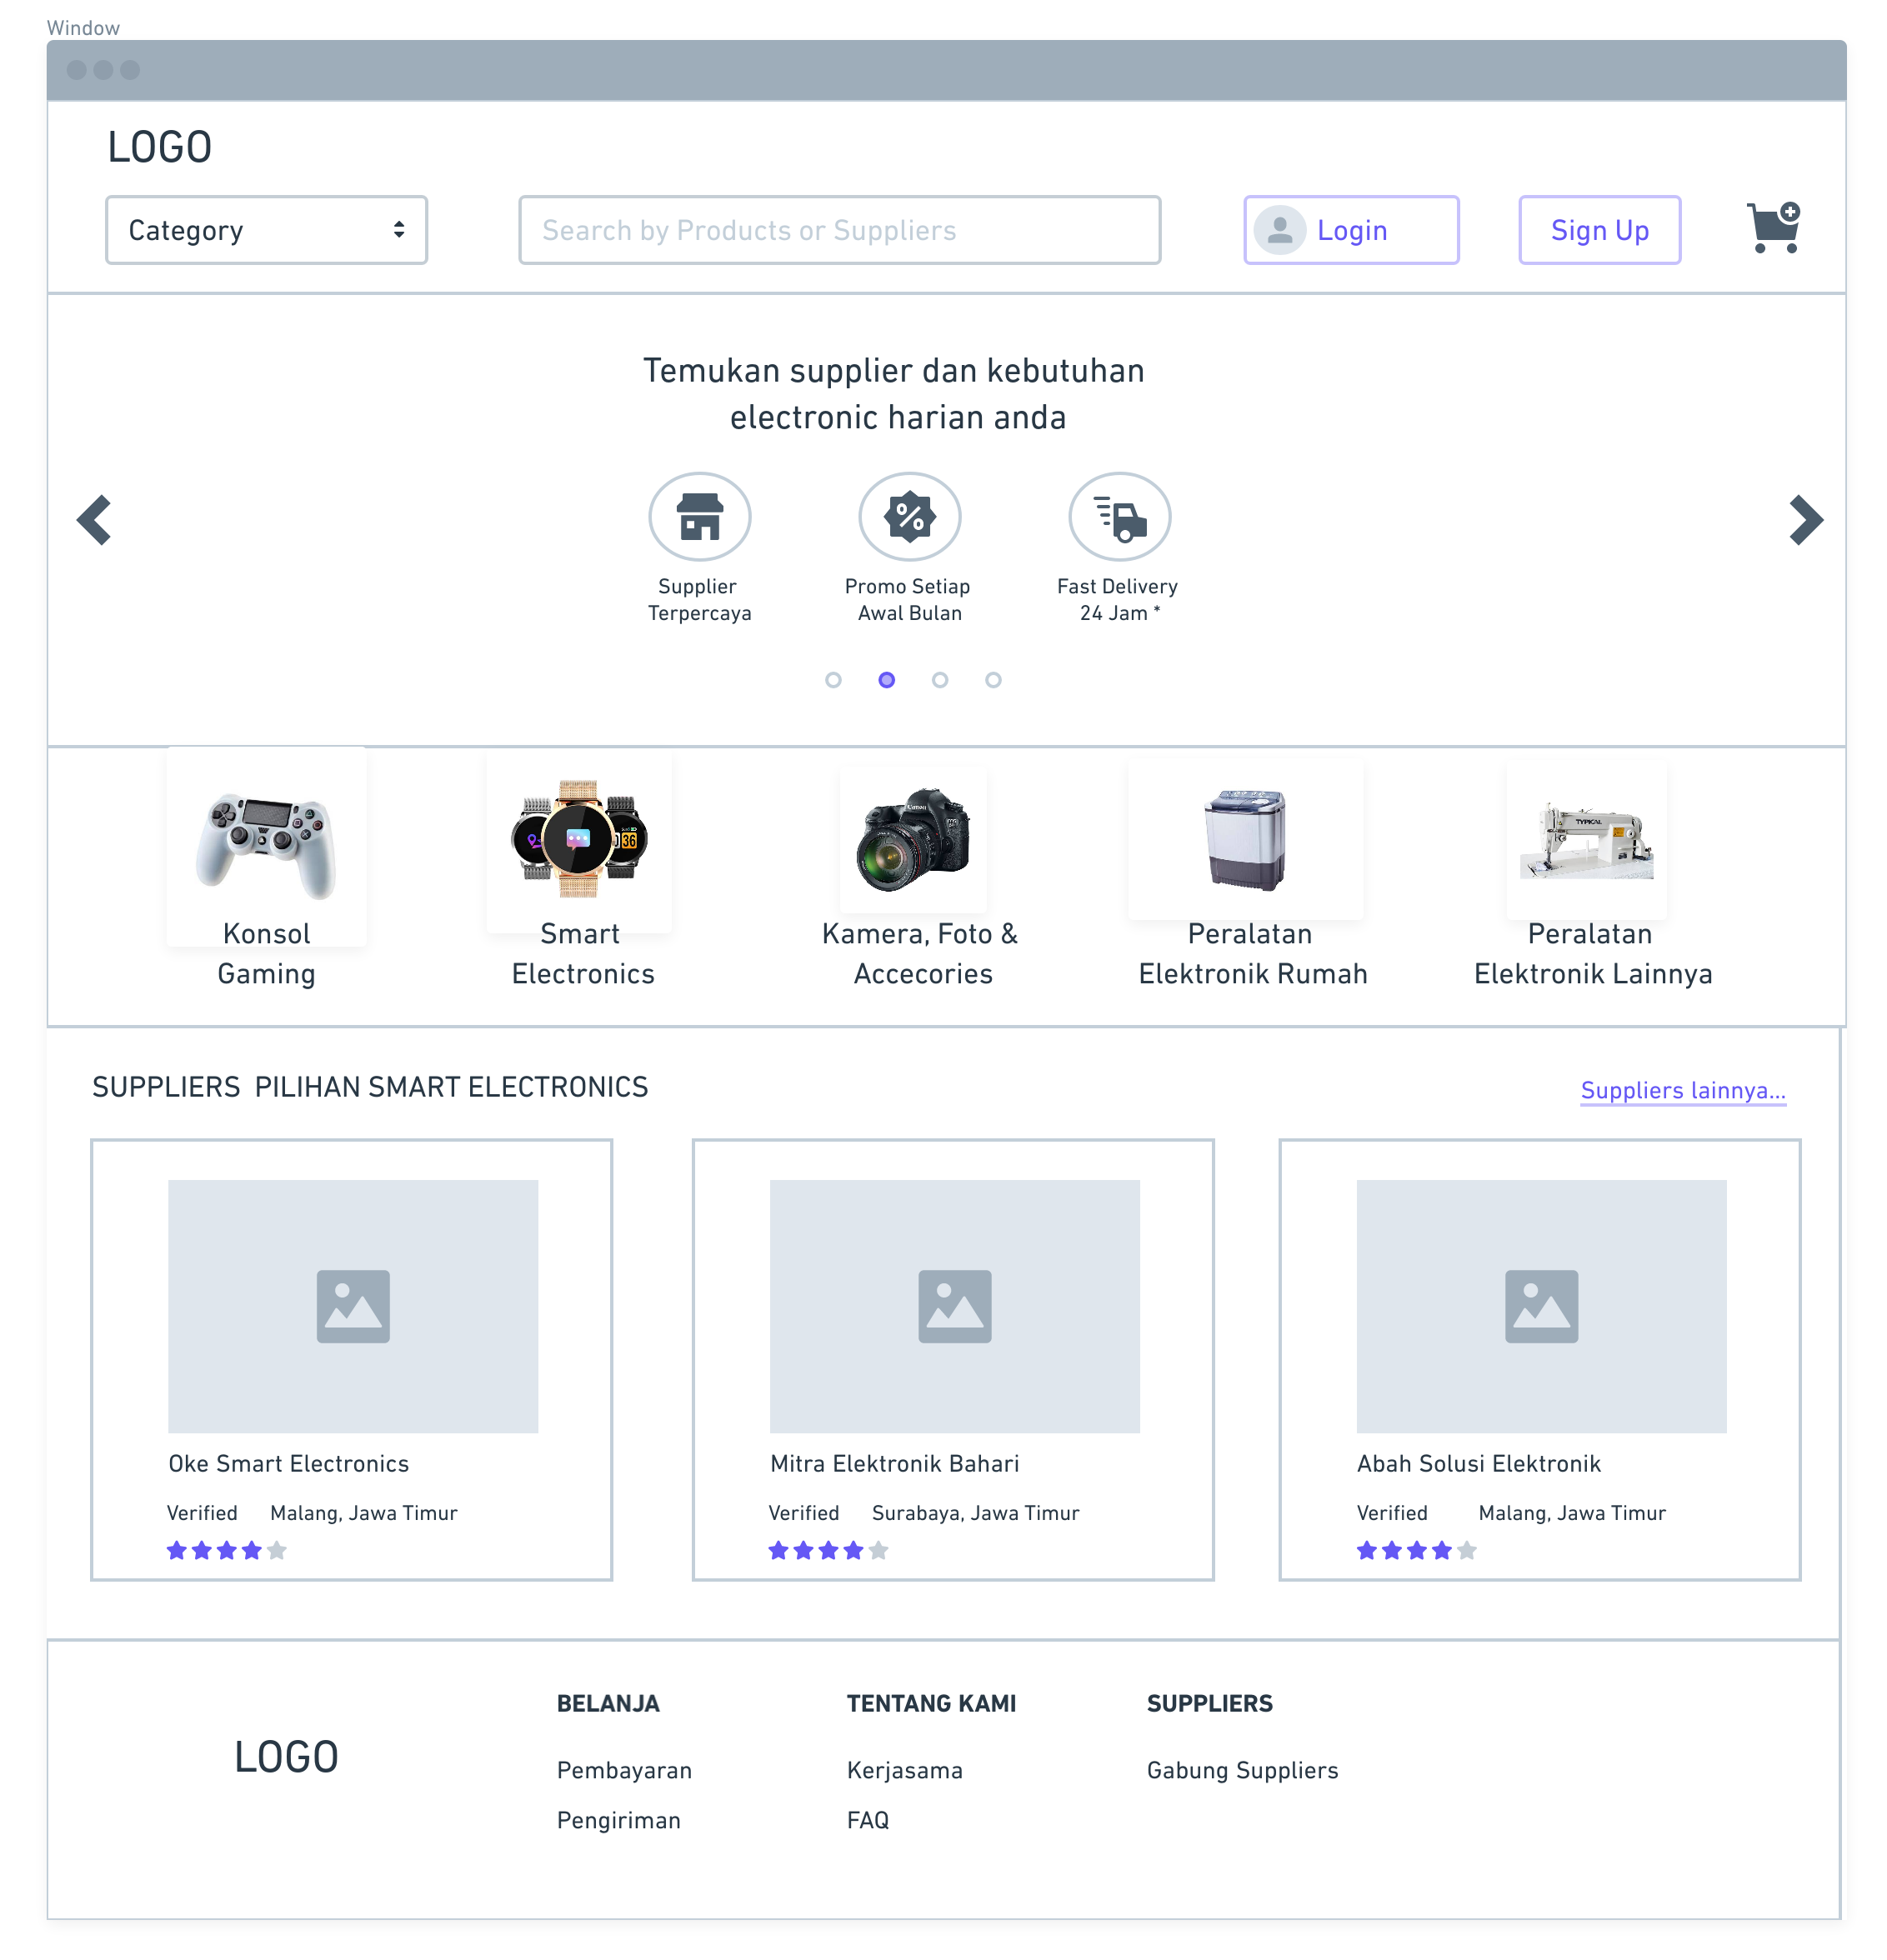 Window
LOGO
Category
Search by Products or Suppliers
Login
Sign Up
Temukan supplier dan kebutuhan
electronic harian anda
Supplier
Terpercaya
Promo Setiap
Awal Bulan
Fast Delivery
24 Jam *
Canon
36
TYPICAL
Konsol
Gaming
Smart
Electronics
Kamera, Foto &
Accecories
Peralatan
Elektronik Rumah
Peralatan
Elektronik Lainnya
SUPPLIERS  PILIHAN SMART ELECTRONICS
Suppliers lainnya...
Oke Smart Electronics
Verified
Malang, Jawa Timur
Mitra Elektronik Bahari
Verified
Surabaya, Jawa Timur
Abah Solusi Elektronik
Verified
Malang, Jawa Timur
LOGO
BELANJA
Pembayaran
Pengiriman
TENTANG KAMI
Kerjasama
FAQ
SUPPLIERS
Gabung Suppliers